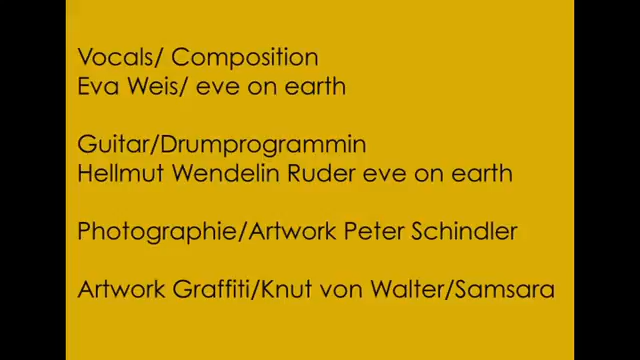 Vocals/ Composition
Eva Weis/ eve on earth
Guitar/Drumprogrammin
Hellmut Wendelin Ruder eve on earth
Photographie/Artwork Peter Schindler
Artwork Graffiti/Knut von Walter/Samsara